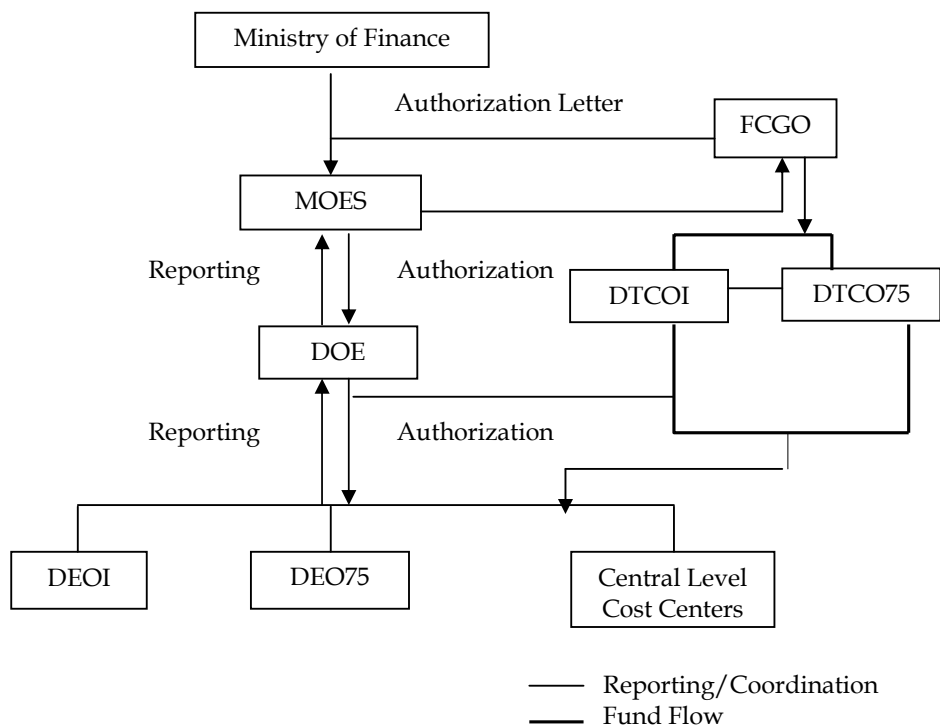 Ministry of Finance
Authorization Letter
FCGO
MOES
Reporting
Authorization
DTCOI
DTCO75
DOE
Reporting
Authorization
DEOI
DEO75
Central Level
Cost Centers
Reporting/Coordination
Fund Flow